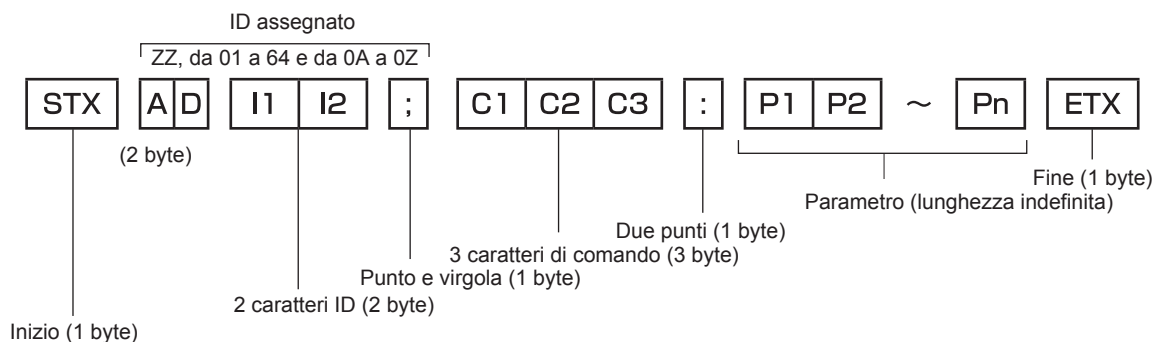 ID assegnato
ZZ, da 01 a 64 e da 0A a 0Z
STX A D I1 I2 ; C1 C2 C3 : P1 P2 ~ Pn ETX
(2 byte)
Fine (1 byte)
Parametro (lunghezza indefinita)
Due punti (1 byte)
3 caratteri di comando (3 byte)
Punto e virgola (1 byte)
2 caratteri ID (2 byte)
Inizio (1 byte)